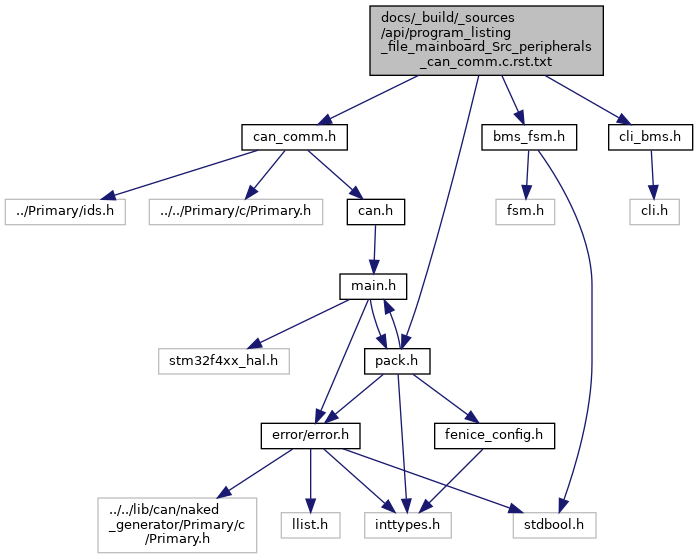 docs/_build/_sources
/api/program_listing
_file_mainboard_Src_peripherals
_can_comm.c.rst.txt
can_comm.h
bms_fsm.h
cli_bms.h
../Primary/ids.h
../../Primary/c/Primary.h
can.h
fsm.h
cli.h
main.h
stm32f4xx_hal.h
pack.h
error/error.h
fenice_config.h
../../lib/can/naked
_generator/Primary/c
/Primary.h
llist.h
inttypes.h
stdbool.h